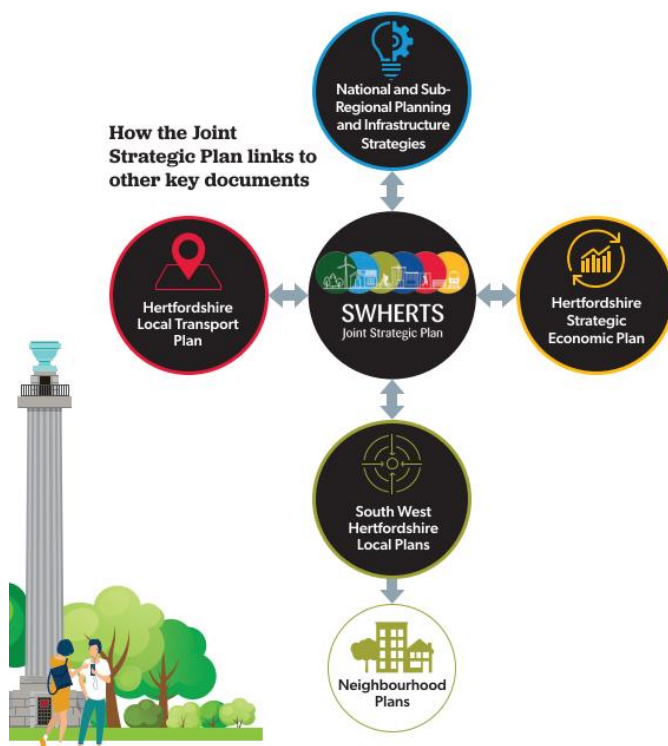 National and Sub-
Regional Planning
and Infrastructure
Strategies
How the Joint
Strategic Plan links to
other key documents
Hertfordshire
Local Transport
Plan
SWHERTS
Joint Strategic Plan
Hertfordshire
Strategic
Economic Plan
South West
Hertfordshire
Local Plans
Neighbourhood
Plans